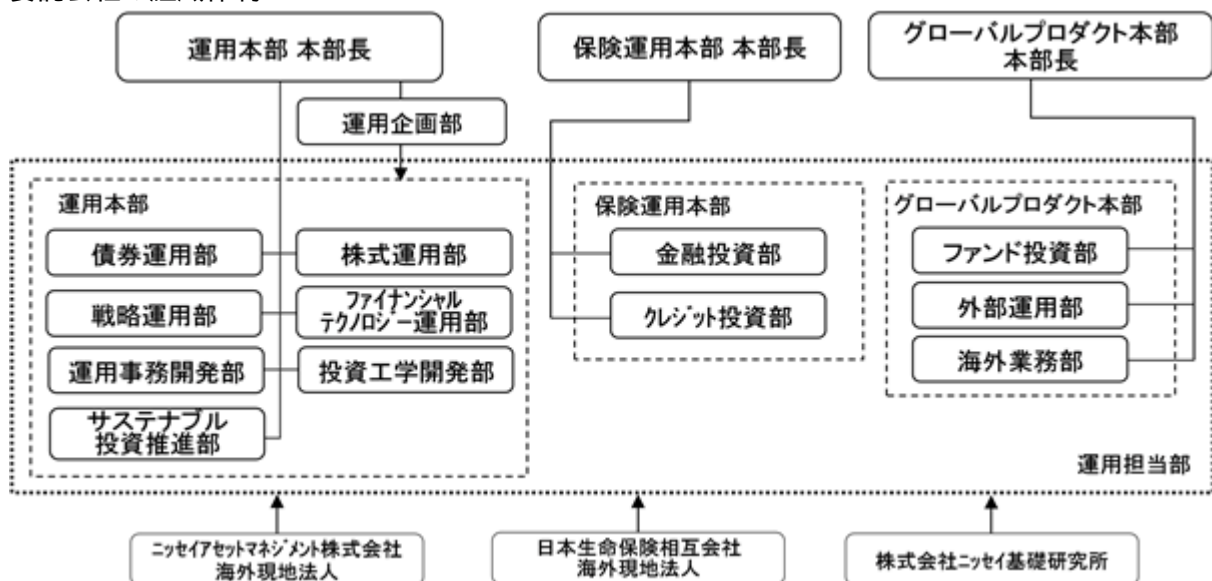 運用本部 本部長
保険運用本部 本部長
グローバルプロダクト本部
本部長
運用企画部
運用本部
債券運用部
株式運用部
戦略運用部
ファイナンシャル
テクノロジー運用部
運用事務開発部
投資工学開発部
サステナブル
投資推進部
保険運用本部
金融投資部
クレジット投資部
グローバルプロダクト本部
ファンド投資部
外部運用部
海外業務部
運用担当部
ニッセイアセットマネジメント株式会社
海外現地法人
日本生命保険相互会社
海外現地法人
株式会社ニッセイ基礎研究所